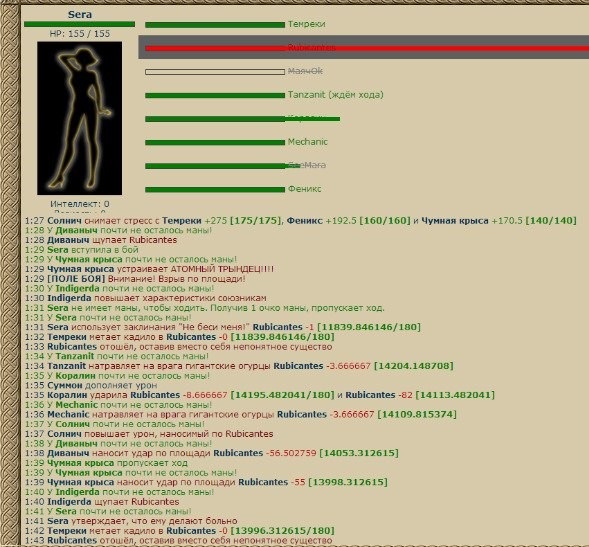 Sera
HP: 155 / 155
Темреки
Rubicantes
МаячОк
Tanzanit (ждём хода)
Mechanic
Феникс
Интеллект: 0
1:27 Солнич снимает стресс с Темреки +275 [175/175], Феникс +192.5 [160/160] и Чумная крыса +170.5 [140/140]
1:28 У Диваныч почти не осталось маны!
1:28 Диваныч щупает Rubicantes
1:29 Sera вступила в бой
1:29 У Чумная крыса почти не осталось маны!
1:29 Чумная крыса устраивает АТОМНЫЙ ТРЫНДЕЦ!!!!
1:29 [ПОЛЕ БОЯ] Внимание! Взрыв по площади!
1:30 У Indigerda почти не осталось маны!
1:30 Indigerda повышает характеристики союзникам
1:31 Sera не имеет маны, чтобы ходить. Получив 1 очко маны, пропускает ход.
1:31 У Sera почти не осталось маны!
1:31 Sera использует заклинания "Не беси меня!" Rubicantes -1 [11839.846146/180]
1:32 Темреки метает кадило в Rubicantes -0 [11839.846146/180]
1:33 Rubicantes отошёл, оставив вместо себя непонятное существо
1:34 У Tanzanit почти не осталось маны!
1:34 Tanzanit натравляет на врага гигантские огурцы Rubicantes -3.666667 [14204.148708]
1:35 У Коралин почти не осталось маны!
1:35 Суммон дополняет урон
1:35 Коралин ударила Rubicantes -8.666667 [14195.482041/180] и Rubicantes -82 [14113.482041]
1:36 У Mechanic почти не осталось маны!
1:36 Mechanic натравляет на врага гигантские огурцы Rubicantes -3.666667 [14109.815374]
1:37 У Солнич почти не осталось маны!
1:37 Солнич повышает урон, наносимый по Rubicantes
1:38 У Диваныч почти не осталось маны!
1:38 Диваныч наносит удар по площади Rubicantes -56.502759 [14053.312615]
1:39 Чумная крыса пропускает ход
1:39 У Чумная крыса почти не осталось маны!
1:39 Чумная крыса наносит удар по площади Rubicantes -55 [13998.312615]
1:40 У Indigerda почти не осталось маны!
1:40 Indigerda щупает Rubicantes
1:41 У Sera почти не осталось маны!
1:41 Sera утверждает, что ему делают больно
1:42 Темреки метает кадило в Rubicantes -0 [13996.312615/180]
1:43 Rubicantes отошёл, оставив вместо себя непонятное существо